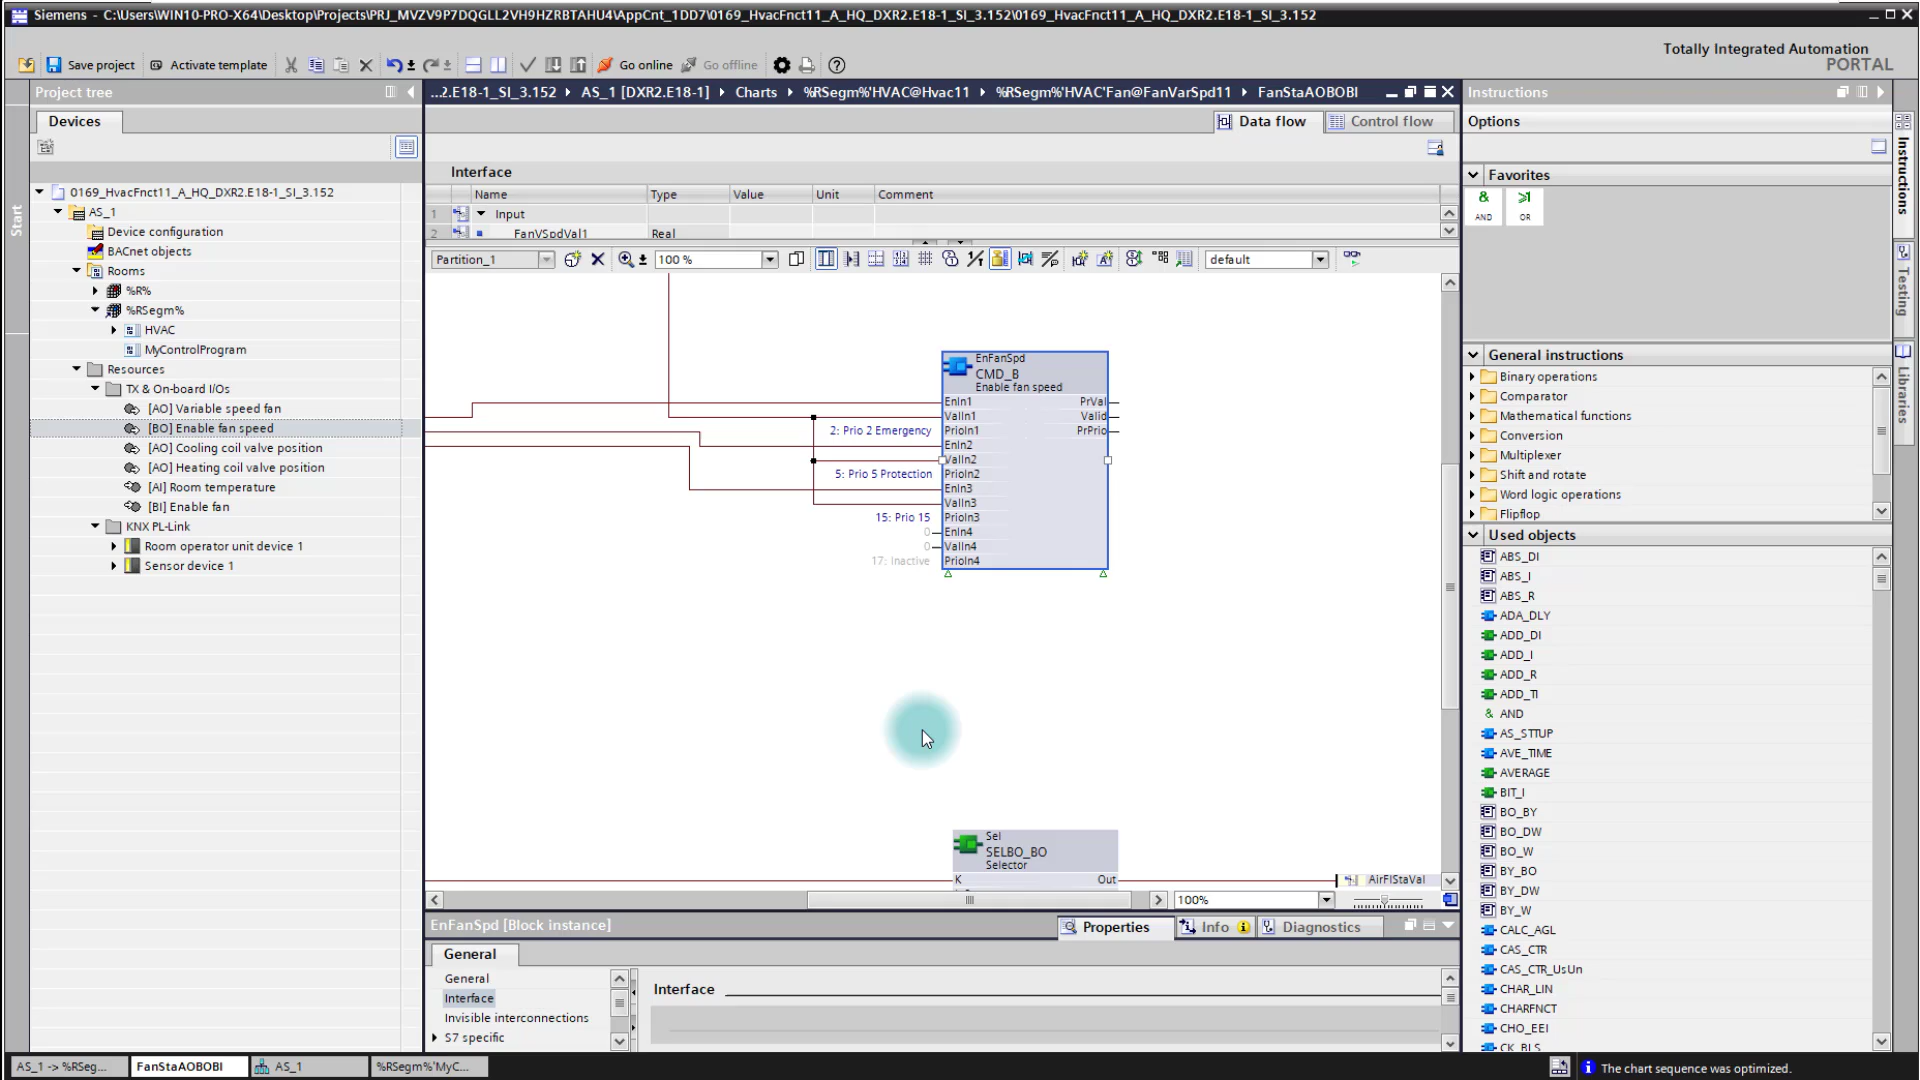 Siemens - C:\Users\WIN10-PRO-X64\Desktop\Projects\PRJ_MVZV9P7DQGLL2VH9HZRBTAHU4\AppCnt_1DD7\0169_HvacFnct11_A_HQ_DXR2.E18-1_SI_3.152\0169_HvacFnct11_A_HQ_DXR2.E18-1_SI_3.152
Totally Integrated Automation
PORTAL
Save project
Activate template
Go online
Go offline
Start
Project tree
Devices
0169_HvacFnct11_A_HQ_DXR2.E18-1_SI_3.152
AS_1
Device configuration
BACnet objects
Rooms
%R%
%RSegm%
HVAC
MyControlProgram
Resources
TX & On-board I/Os
[AO] Variable speed fan
[BO] Enable fan speed
[AO] Cooling coil valve position
[AO] Heating coil valve position
[AI] Room temperature
[BI] Enable fan
KNX PL-Link
Room operator unit device 1
Sensor device 1
...2.E18-1_SI_3.152 AS_1 [DXR2.E18-1] Charts %RSegm%'HVAC@Hvac11 %RSegm%'HVAC'Fan@FanVarSpd11 FanStaAOBOBI
Data flow Control flow
Interface
Name Type Value Unit Comment
1 Input
2 FanVSpdVal1 Real
Partition_1 100 % default
EnFanSpd
CMD_B
Enable fan speed
EnIn1 PrVal
ValIn1 Valid
2: Prio 2 Emergency PrioIn1 PrPrio
EnIn2
ValIn2
5: Prio 5 Protection PrioIn2
EnIn3
ValIn3
15: Prio 15 PrioIn3
0 EnIn4
0 ValIn4
17: Inactive PrioIn4
Sel
SELBO_BO
Selector
K Out
AirFlStaVal
100%
EnFanSpd [Block instance]
Properties Info Diagnostics
General
General
Interface
Invisible interconnections
S7 specific
Interface
Instructions
Options
Favorites
& >1
AND OR
General instructions
Binary operations
Comparator
Mathematical functions
Conversion
Multiplexer
Shift and rotate
Word logic operations
Flipflop
Used objects
ABS_DI
ABS_I
ABS_R
ADA_DLY
ADD_DI
ADD_I
ADD_R
ADD_TI
& AND
AS_STTUP
AVE_TIME
AVERAGE
BIT_I
BO_BY
BO_DW
BO_W
BY_BO
BY_DW
BY_W
CALC_AGL
CAS_CTR
CAS_CTR_UsUn
CHAR_LIN
CHARFNCT
CHO_EEI
CK_BLS
Instructions
Testing
Libraries
AS_1 -> %RSeg...
FanStaAOBOBI
AS_1
%RSegm%'MyC...
The chart sequence was optimized.